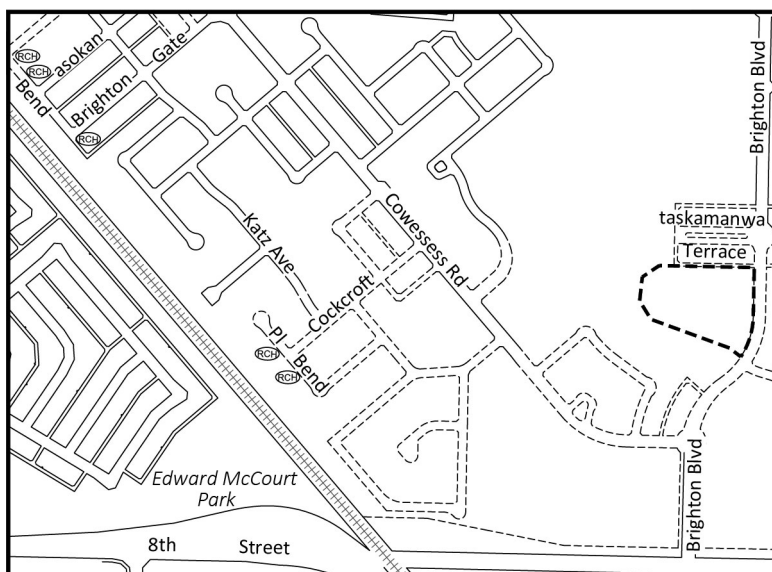 RCH
RCH
asokan
Bend
Brighton
Gate
RCH
Brighton Blvd
Katz Ave
Cowessess Rd
taskamanwa
Terrace
Cockcroft
Pl
Bend
RCH
RCH
Edward McCourt
Park
8th Street
Brighton Blvd